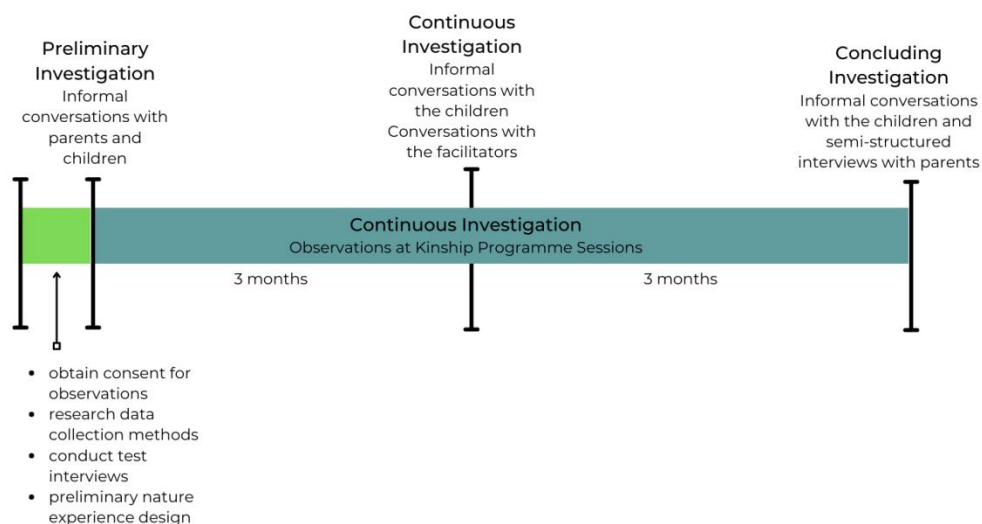 Preliminary
Investigation
Informal
conversations with
parents and
children
Continuous
Investigation
Informal
conversations with
the children
Conversations with
the facilitators
Concluding
Investigation
Informal conversations
with the children and
semi-structured
interviews with parents
Continuous Investigation
Observations at Kinship Programme Sessions
3 months
3 months
• obtain consent for
observations
• research data
collection methods
• conduct test
interviews
• preliminary nature
experience design